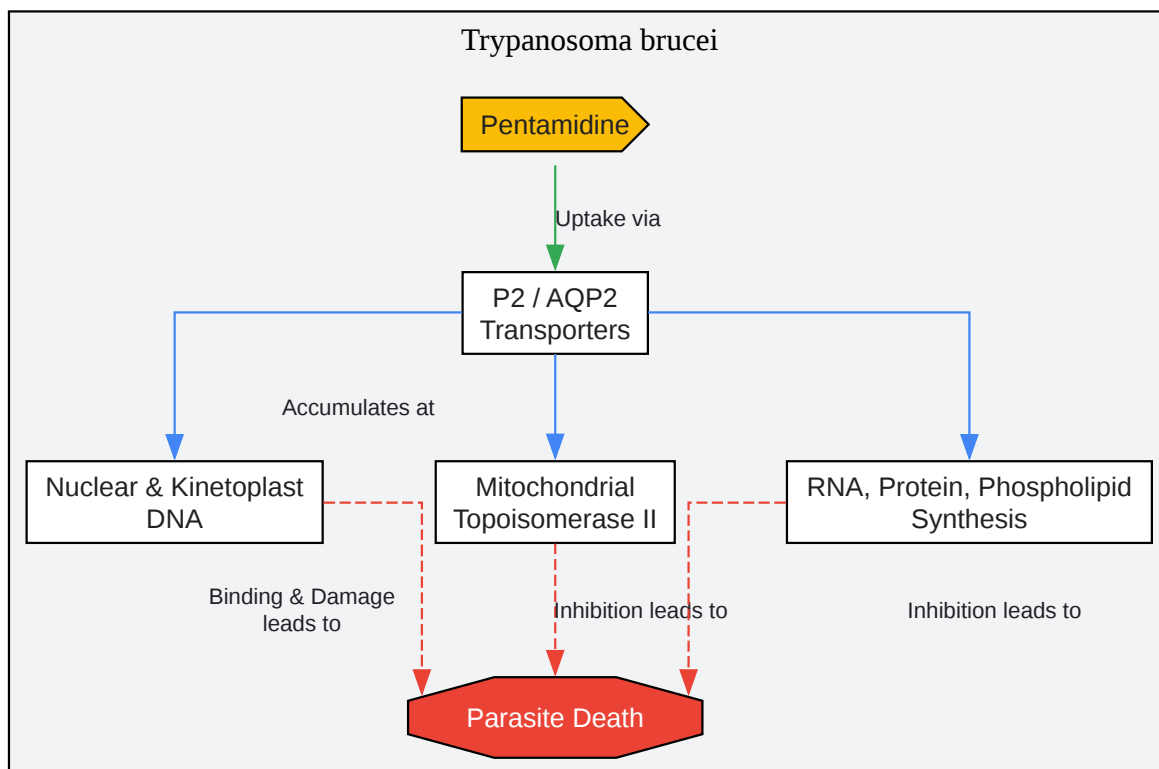 Trypanosoma brucei
Pentamidine
Uptake via
P2 / AQP2
Transporters
Accumulates at
Nuclear & Kinetoplast
DNA
Mitochondrial
Topoisomerase II
RNA, Protein, Phospholipid
Synthesis
Binding & Damage
leads to
Inhibition leads to
Inhibition leads to
Parasite Death